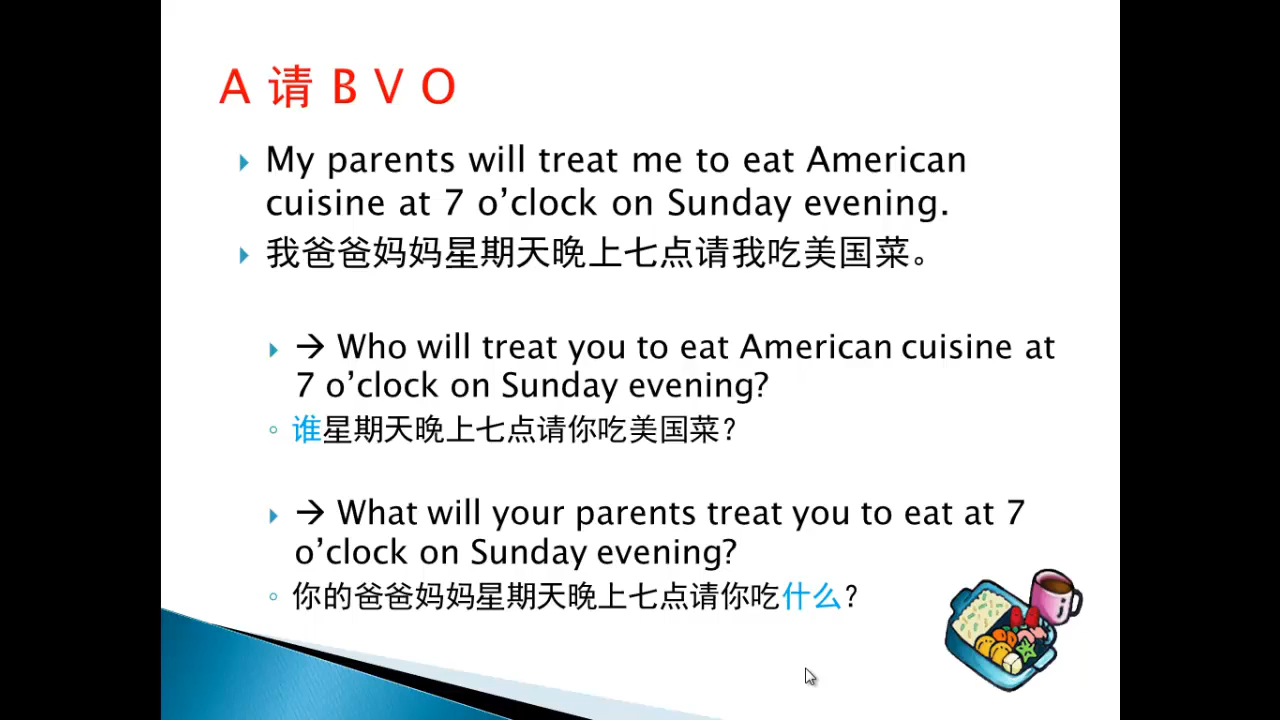 A 请 B V O
My parents will treat me to eat American
cuisine at 7 o’clock on Sunday evening.
我爸爸妈妈星期天晚上七点请我吃美国菜。
→ Who will treat you to eat American cuisine at
7 o’clock on Sunday evening?
谁星期天晚上七点请你吃美国菜?
→ What will your parents treat you to eat at 7
o’clock on Sunday evening?
你的爸爸妈妈星期天晚上七点请你吃什么?